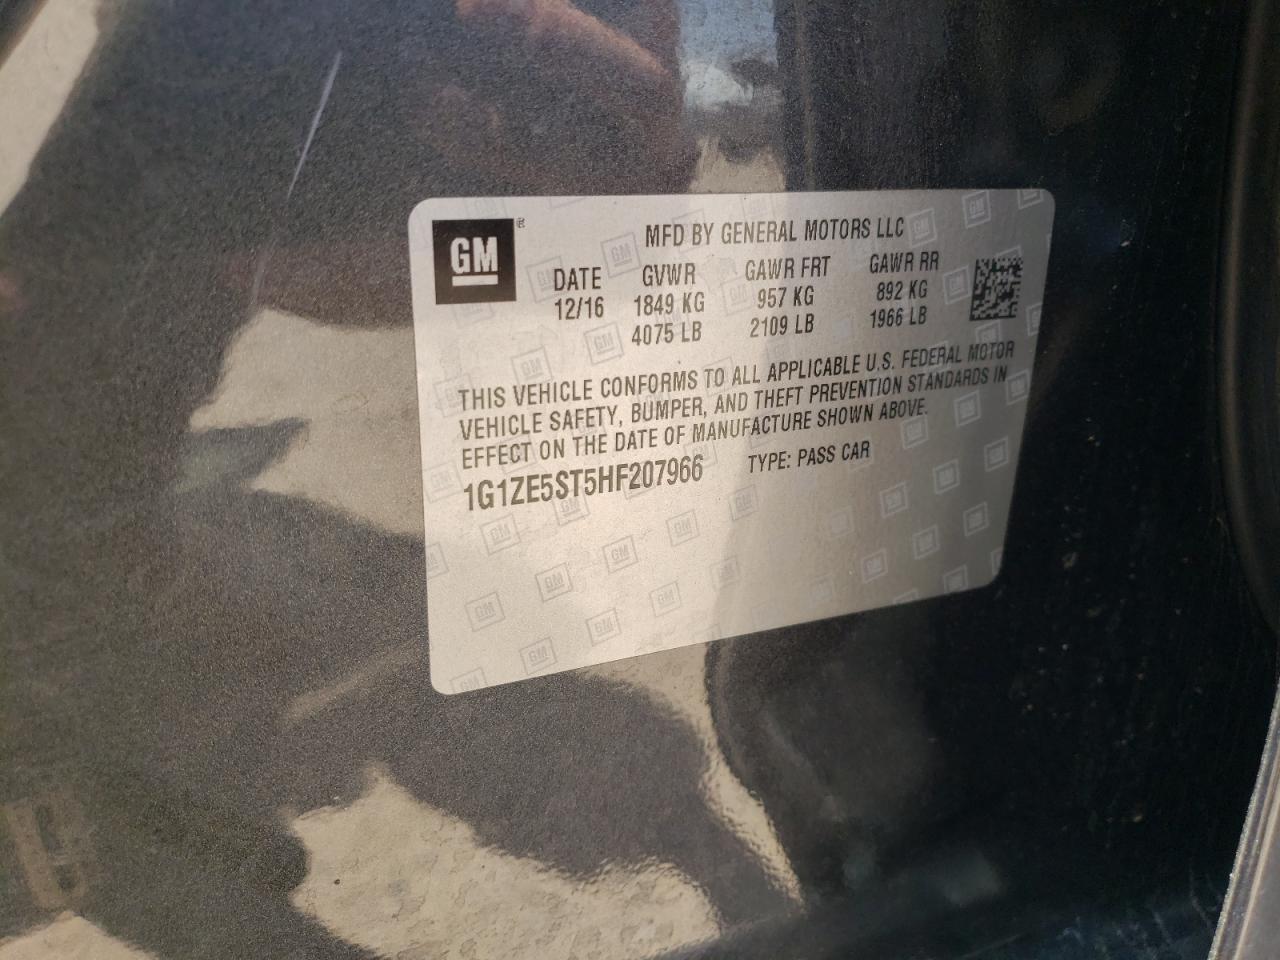 GM®
MFD BY GENERAL MOTORS LLC
DATE GVWR GAWR FRT GAWR RR
12/16 1849 KG 957 KG 892 KG
4075 LB 2109 LB 1966 LB
THIS VEHICLE CONFORMS TO ALL APPLICABLE U.S. FEDERAL MOTOR
VEHICLE SAFETY, BUMPER, AND THEFT PREVENTION STANDARDS IN
EFFECT ON THE DATE OF MANUFACTURE SHOWN ABOVE.
1G1ZE5ST5HF207966 TYPE: PASS CAR